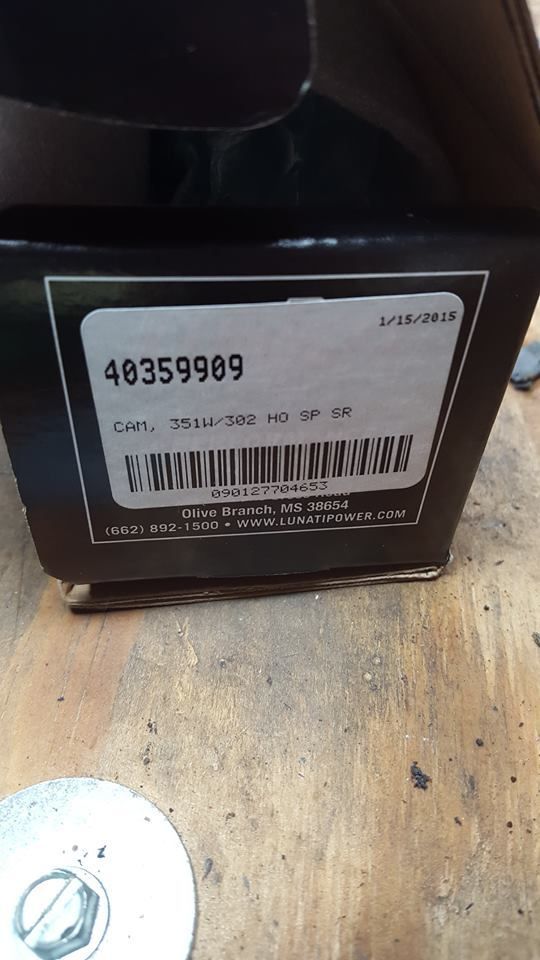 1/15/2015
40359909
CAM, 351W/302 HO SP SR
090127704653
Olive Branch, MS 38654
(662) 892-1500 • WWW.LUNATIPOWER.COM